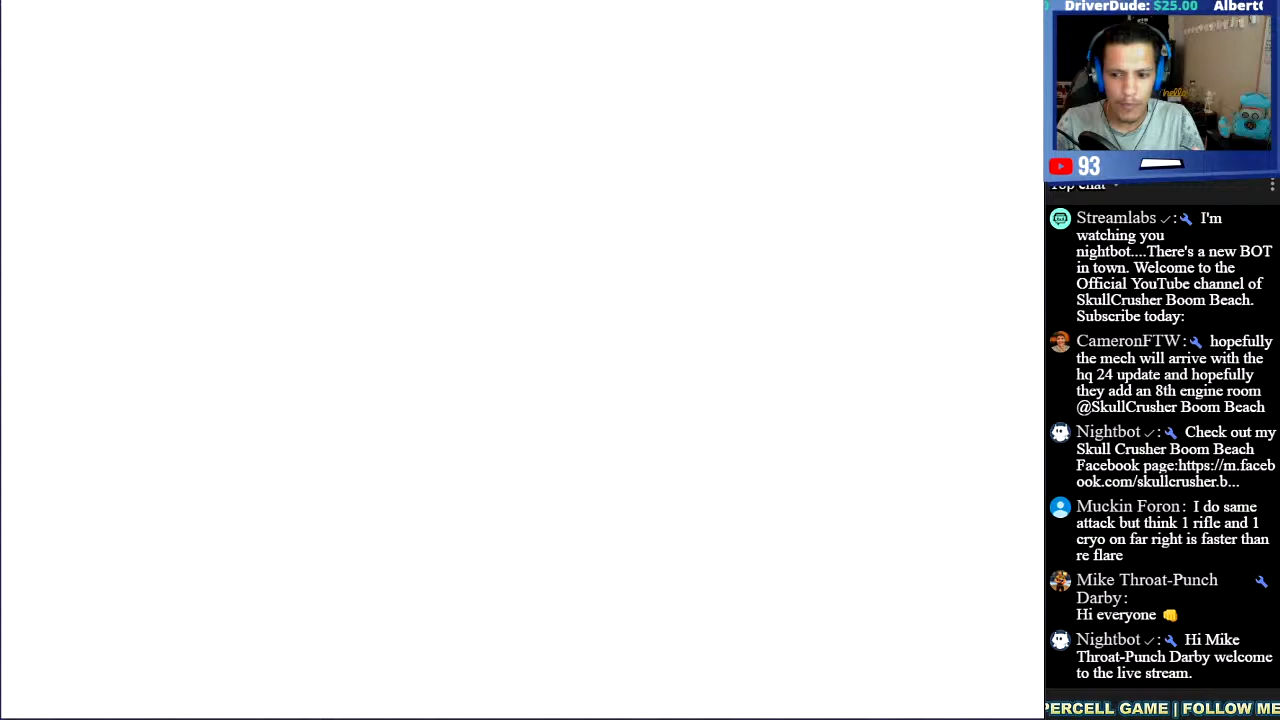 DriverDude: $25.00 Albert
hello
93
Top chat
Streamlabs : I'm
watching you
nightbot....There's a new BOT
in town. Welcome to the
Official YouTube channel of
SkullCrusher Boom Beach.
Subscribe today:
CameronFTW: hopefully
the mech will arrive with the
hq 24 update and hopefully
they add an 8th engine room
@SkullCrusher Boom Beach
Nightbot : Check out my
Skull Crusher Boom Beach
Facebook page:https://m.faceb
ook.com/skullcrusher.b...
Muckin Foron: I do same
attack but think 1 rifle and 1
cryo on far right is faster than
re flare
Mike Throat-Punch
Darby:
Hi everyone 👊
Nightbot : Hi Mike
Throat-Punch Darby welcome
to the live stream.
PERCELL GAME | FOLLOW ME